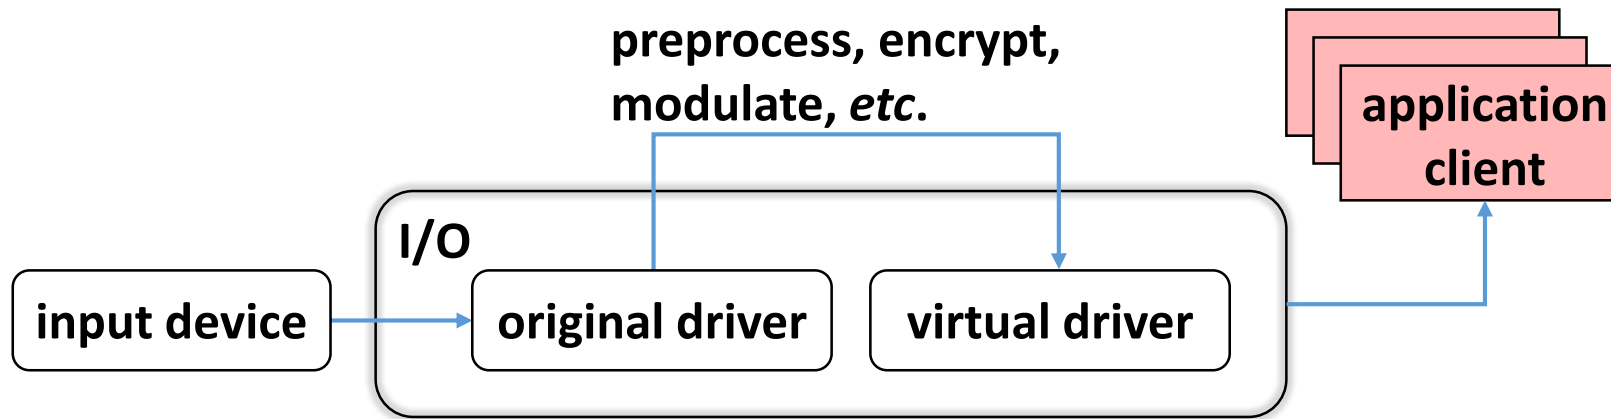 preprocess, encrypt,
modulate, etc.
application
client
I/O
input device
original driver
virtual driver